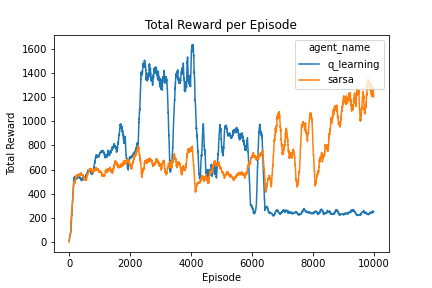 Total Reward per Episode
Total Reward
1600
1400
1200
1000
800
600
400
200
0
agent_name
q_learning
sarsa
0 2000 4000 6000 8000 10000
Episode